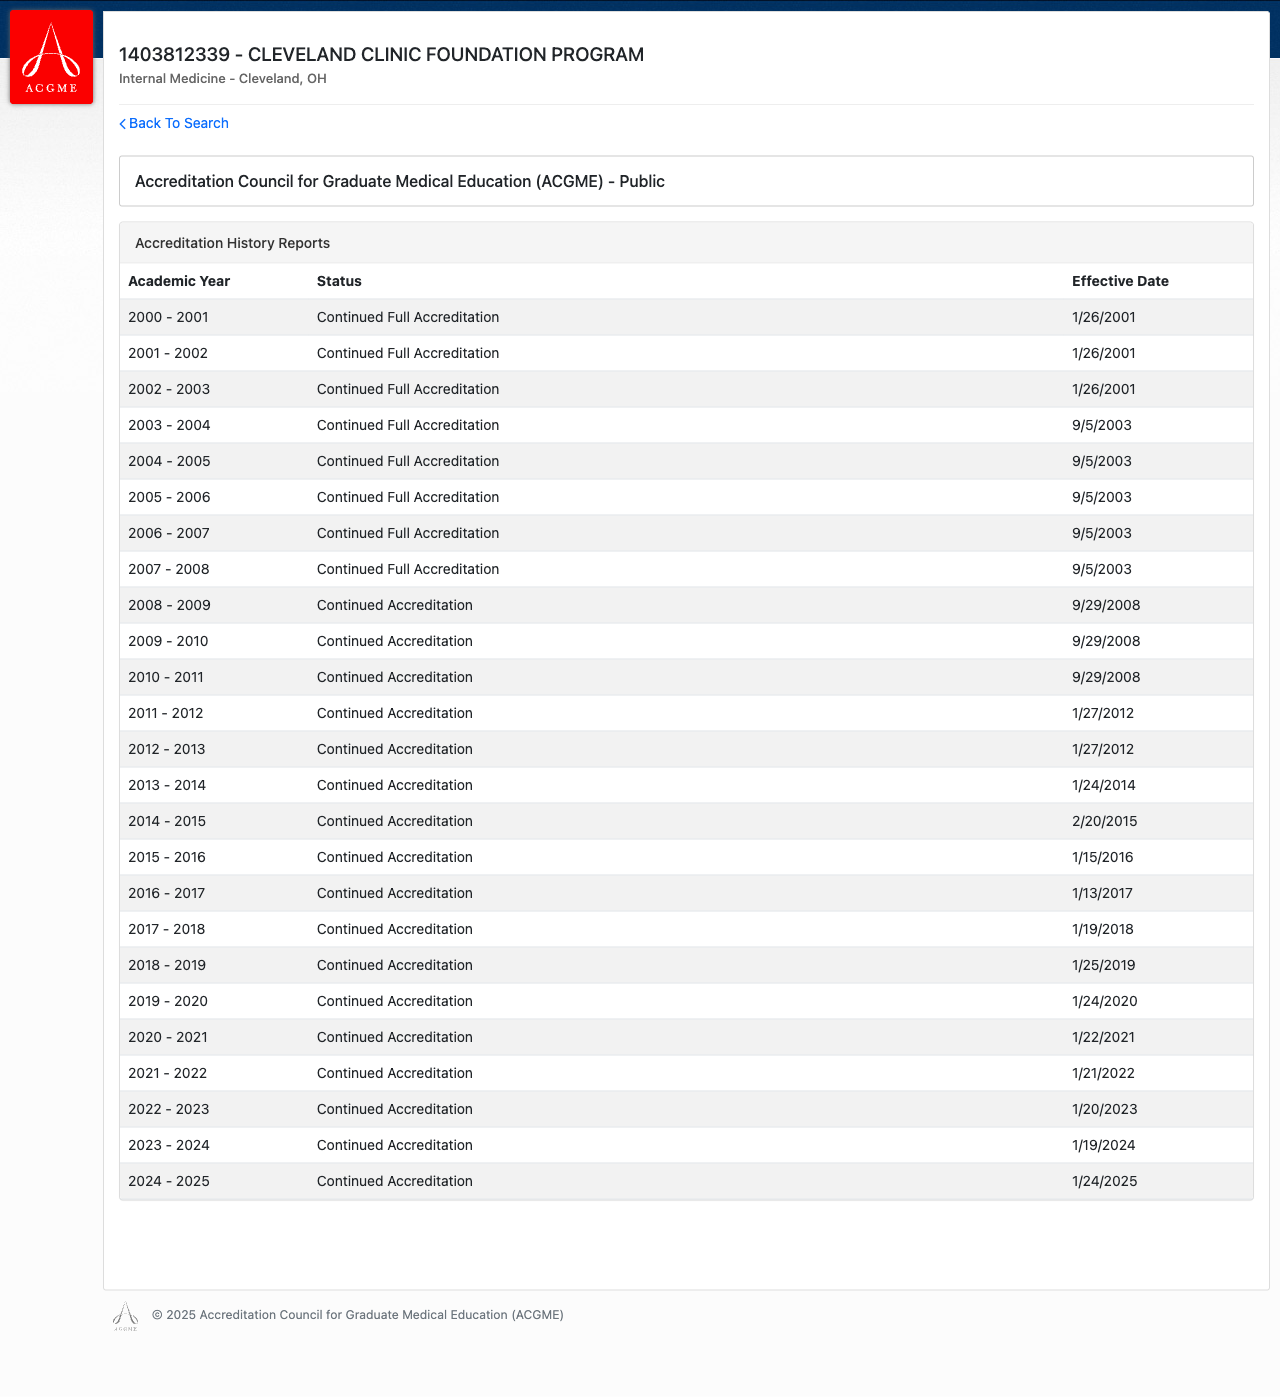 ACGME
1403812339 - CLEVELAND CLINIC FOUNDATION PROGRAM
Internal Medicine - Cleveland, OH
Back To Search
Accreditation Council for Graduate Medical Education (ACGME) - Public
Accreditation History Reports
Academic Year Status Effective Date
2000 - 2001 Continued Full Accreditation 1/26/2001
2001 - 2002 Continued Full Accreditation 1/26/2001
2002 - 2003 Continued Full Accreditation 1/26/2001
2003 - 2004 Continued Full Accreditation 9/5/2003
2004 - 2005 Continued Full Accreditation 9/5/2003
2005 - 2006 Continued Full Accreditation 9/5/2003
2006 - 2007 Continued Full Accreditation 9/5/2003
2007 - 2008 Continued Full Accreditation 9/5/2003
2008 - 2009 Continued Accreditation 9/29/2008
2009 - 2010 Continued Accreditation 9/29/2008
2010 - 2011 Continued Accreditation 9/29/2008
2011 - 2012 Continued Accreditation 1/27/2012
2012 - 2013 Continued Accreditation 1/27/2012
2013 - 2014 Continued Accreditation 1/24/2014
2014 - 2015 Continued Accreditation 2/20/2015
2015 - 2016 Continued Accreditation 1/15/2016
2016 - 2017 Continued Accreditation 1/13/2017
2017 - 2018 Continued Accreditation 1/19/2018
2018 - 2019 Continued Accreditation 1/25/2019
2019 - 2020 Continued Accreditation 1/24/2020
2020 - 2021 Continued Accreditation 1/22/2021
2021 - 2022 Continued Accreditation 1/21/2022
2022 - 2023 Continued Accreditation 1/20/2023
2023 - 2024 Continued Accreditation 1/19/2024
2024 - 2025 Continued Accreditation 1/24/2025
ACGME
© 2025 Accreditation Council for Graduate Medical Education (ACGME)